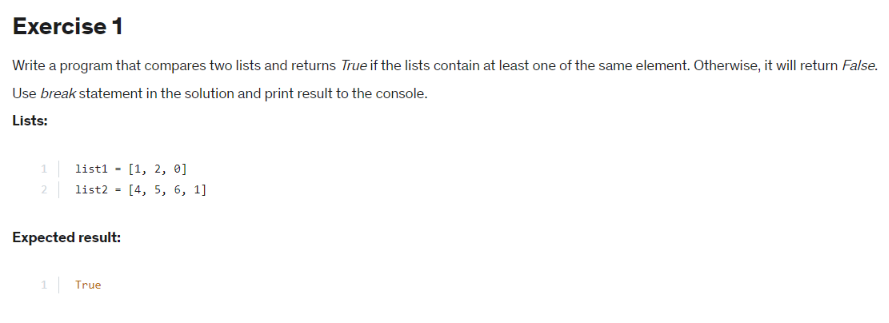 Exercise 1
Write a program that compares two lists and returns True if the lists contain at least one of the same element. Otherwise, it will return False.
Use break statement in the solution and print result to the console.
Lists:
1 list1 = [1, 2, 0]
2 list2 = [4, 5, 6, 1]
Expected result:
1 True